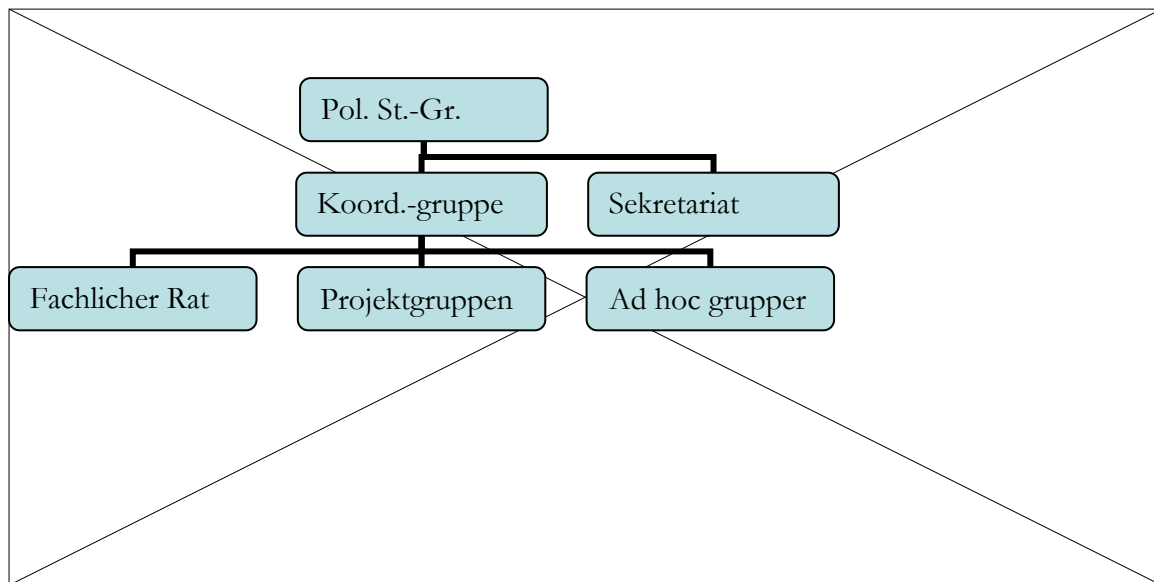 Pol. St.-Gr.
Koord.-gruppe
Sekretariat
Fachlicher Rat
Projektgruppen
Ad hoc grupper